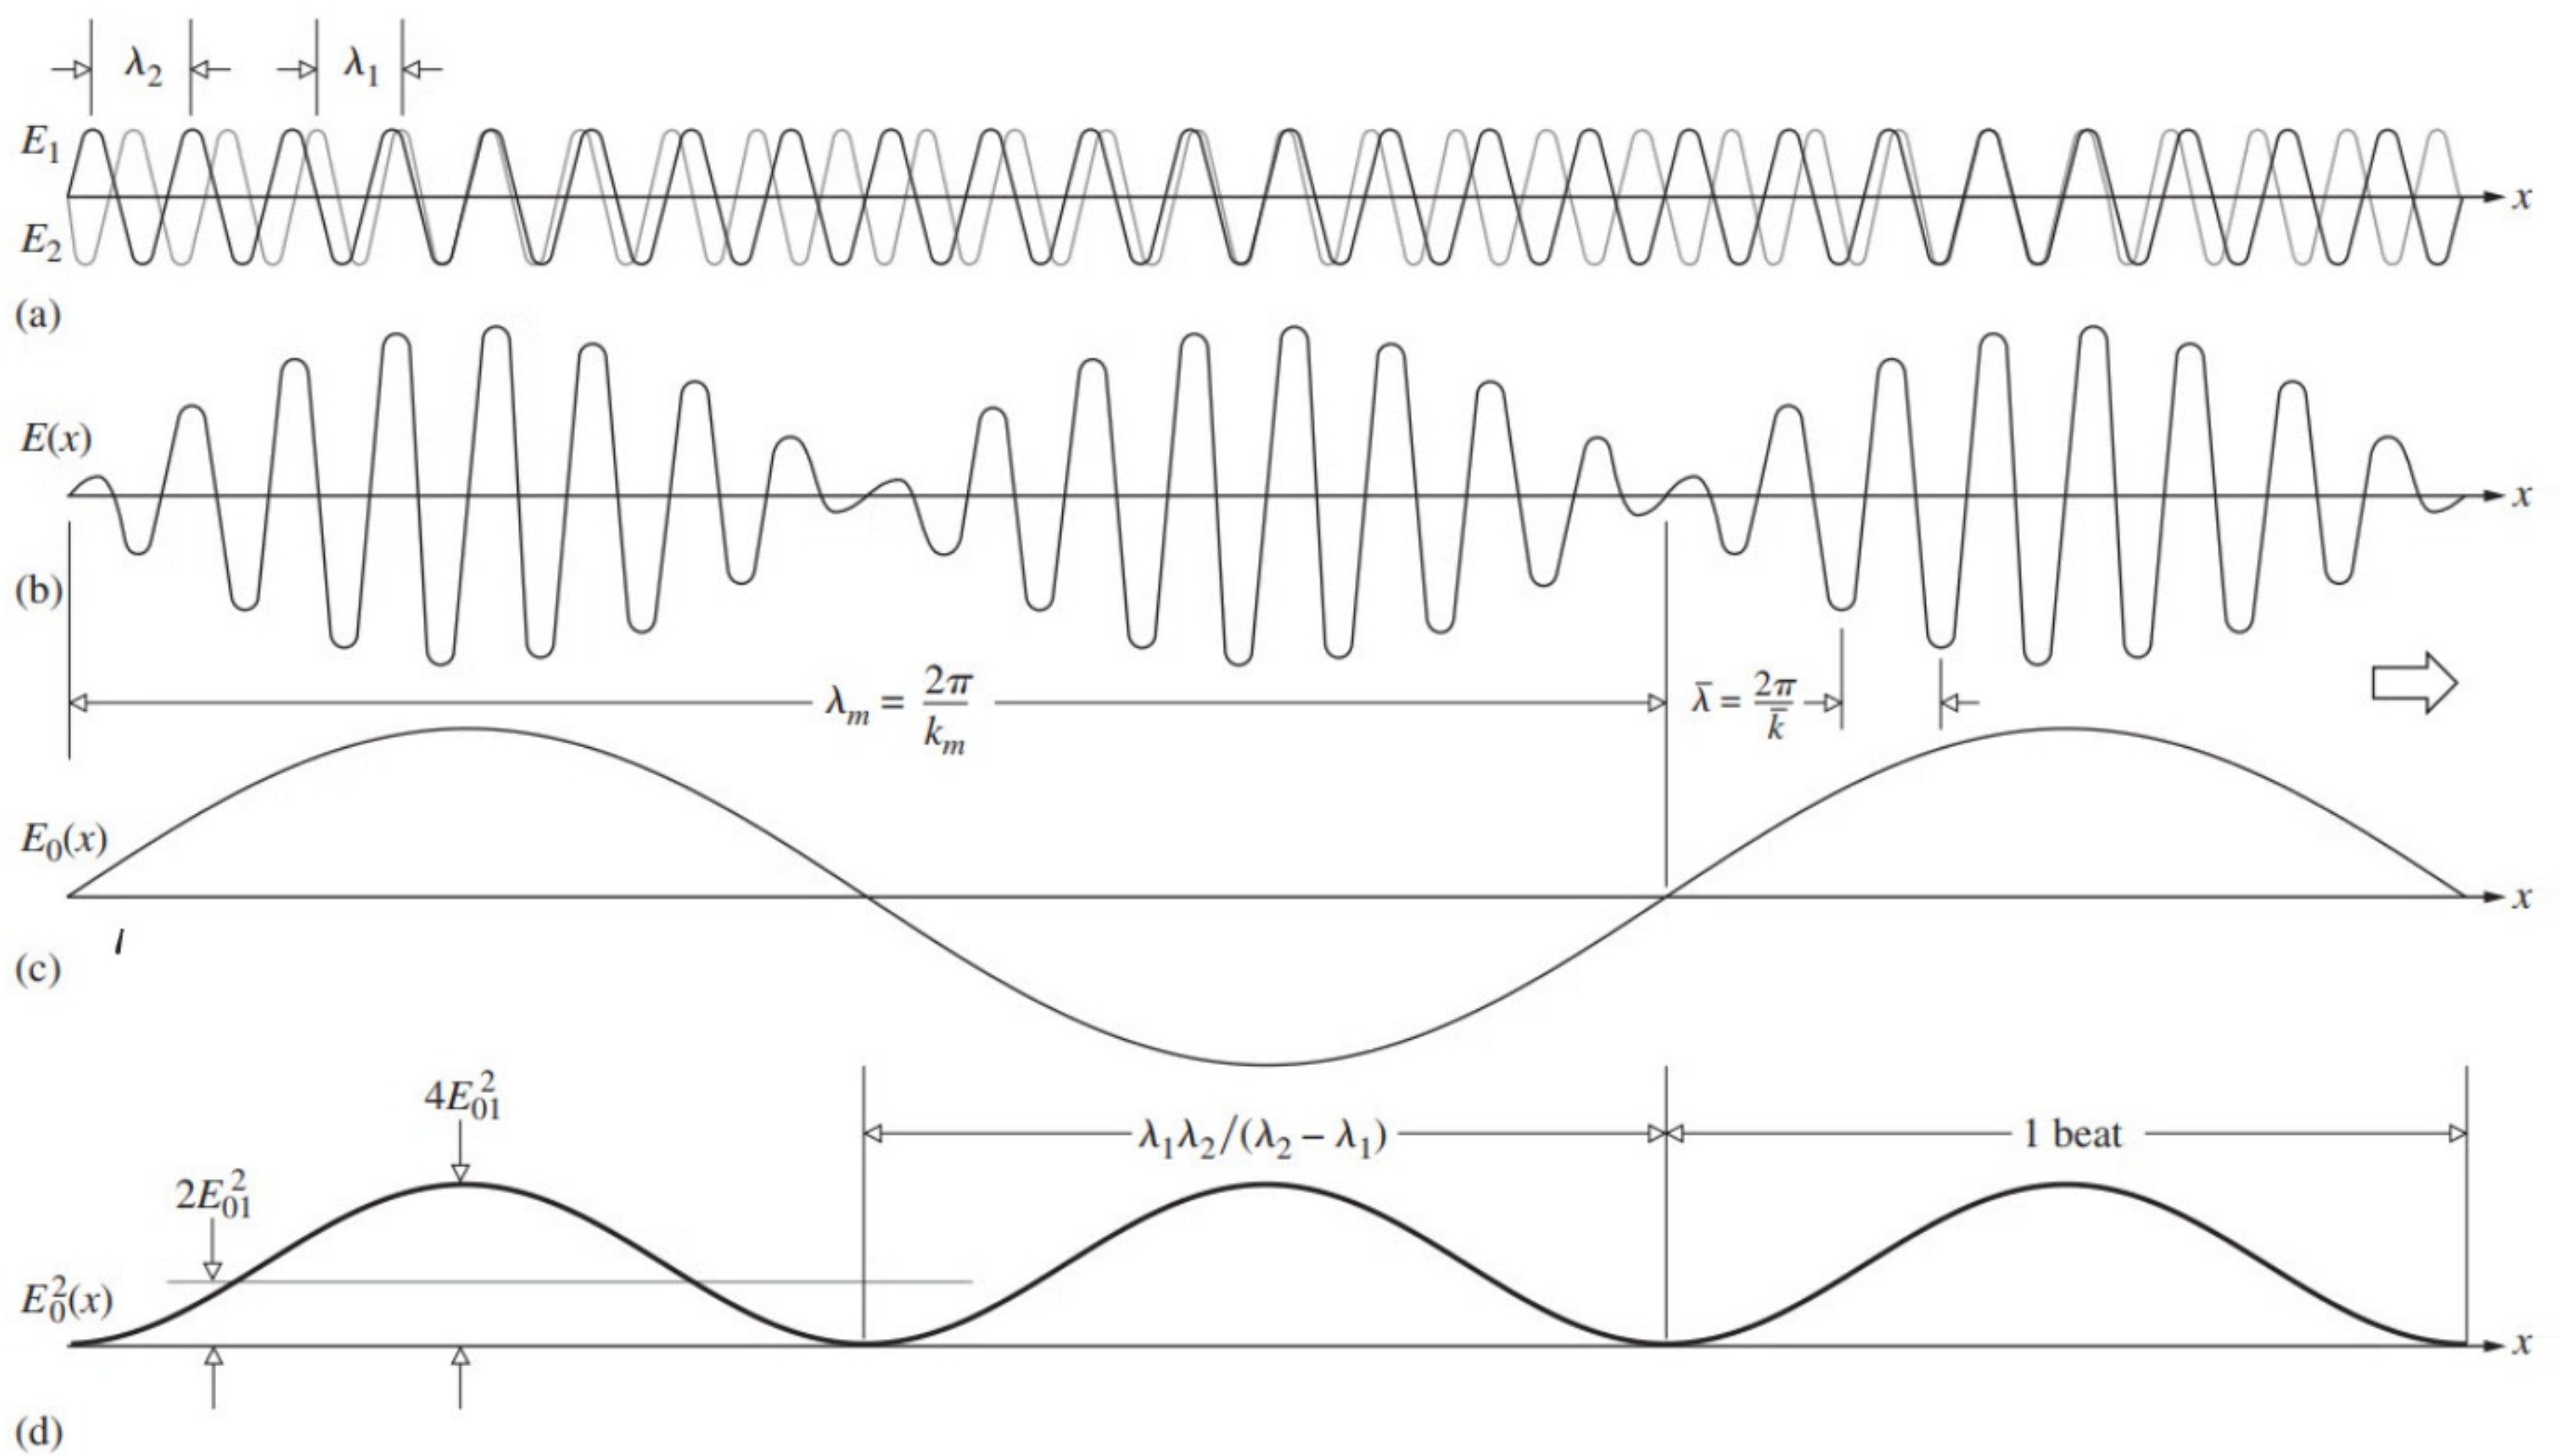 λ₂ λ₁
E₁
x
E₂
(a)
E(x)
x
(b)
λₘ = 2π/kₘ λ̄ = 2π/k̄
E₀(x)
x
(c)
4E₀₁²
λ₁λ₂/(λ₂ − λ₁) 1 beat
2E₀₁²
E₀²(x)
x
(d)